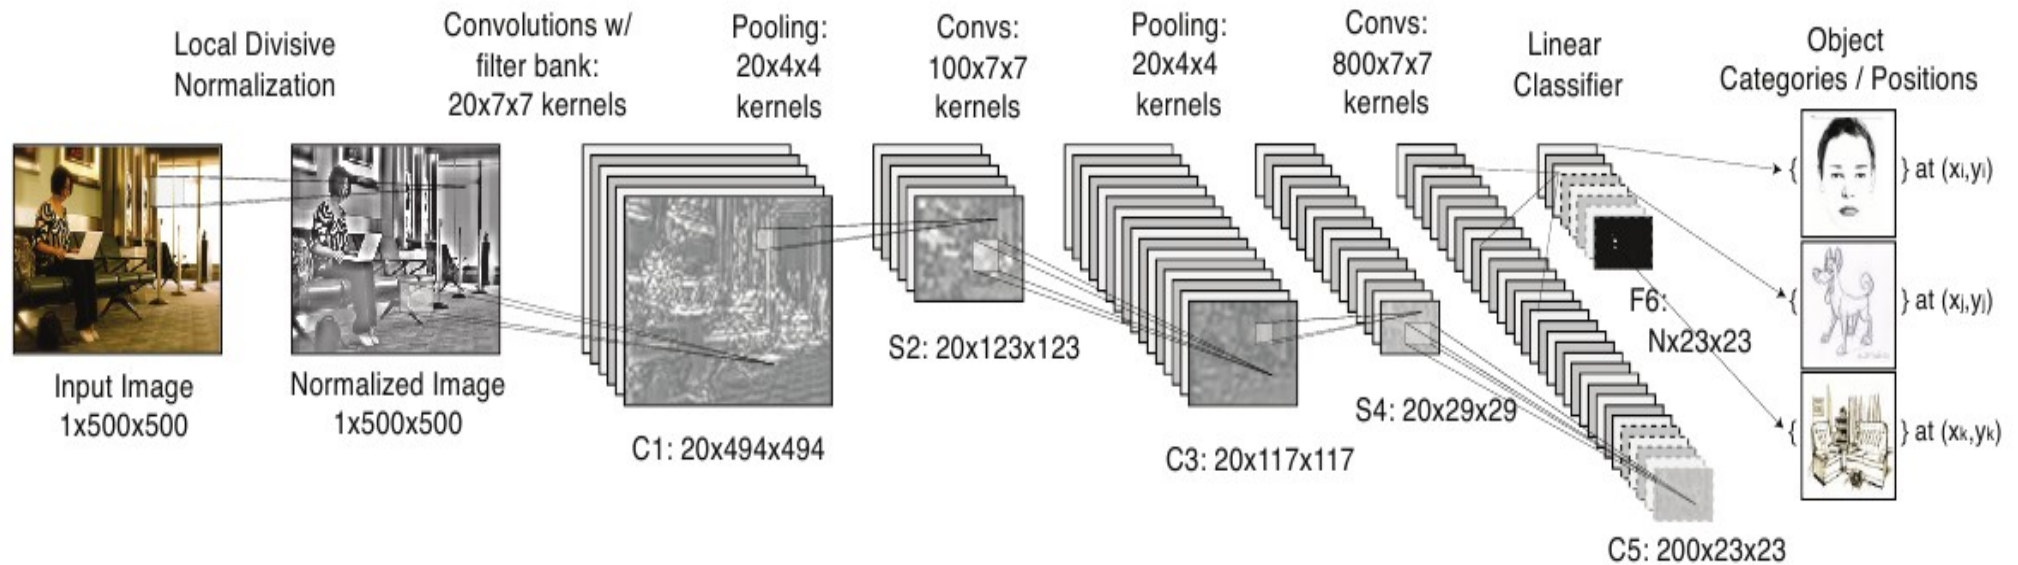 Local Divisive
Normalization
Convolutions w/
filter bank:
20x7x7 kernels
Pooling:
20x4x4
kernels
Convs:
100x7x7
kernels
Pooling:
20x4x4
kernels
Convs:
800x7x7
kernels
Linear
Classifier
Object
Categories / Positions
Input Image
1x500x500
Normalized Image
1x500x500
C1: 20x494x494
S2: 20x123x123
C3: 20x117x117
S4: 20x29x29
C5: 200x23x23
F6:
Nx23x23
{ } at (xi,yi)
{ } at (xj,yj)
{ } at (xk,yk)